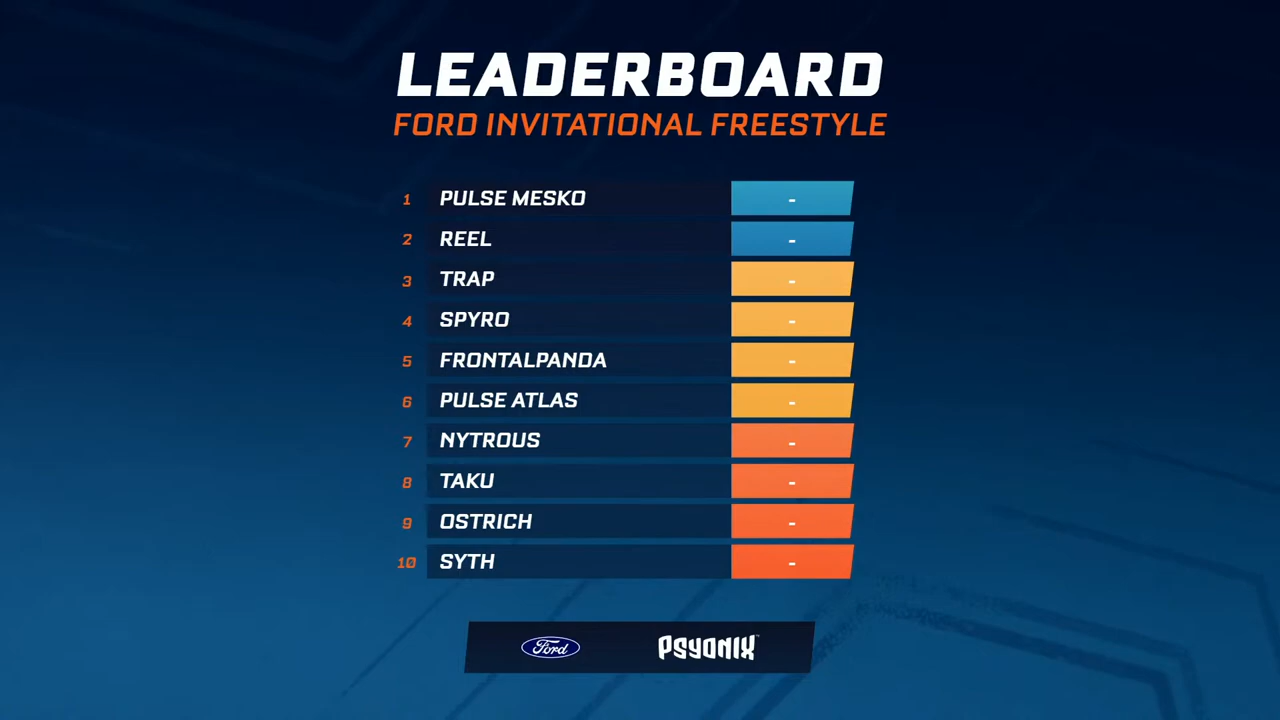 LEADERBOARD
FORD INVITATIONAL FREESTYLE
1 PULSE MESKO -
2 REEL -
3 TRAP -
4 SPYRO -
5 FRONTALPANDA -
6 PULSE ATLAS -
7 NYTROUS -
8 TAKU -
9 OSTRICH -
10 SYTH -
Ford PSYONIX™